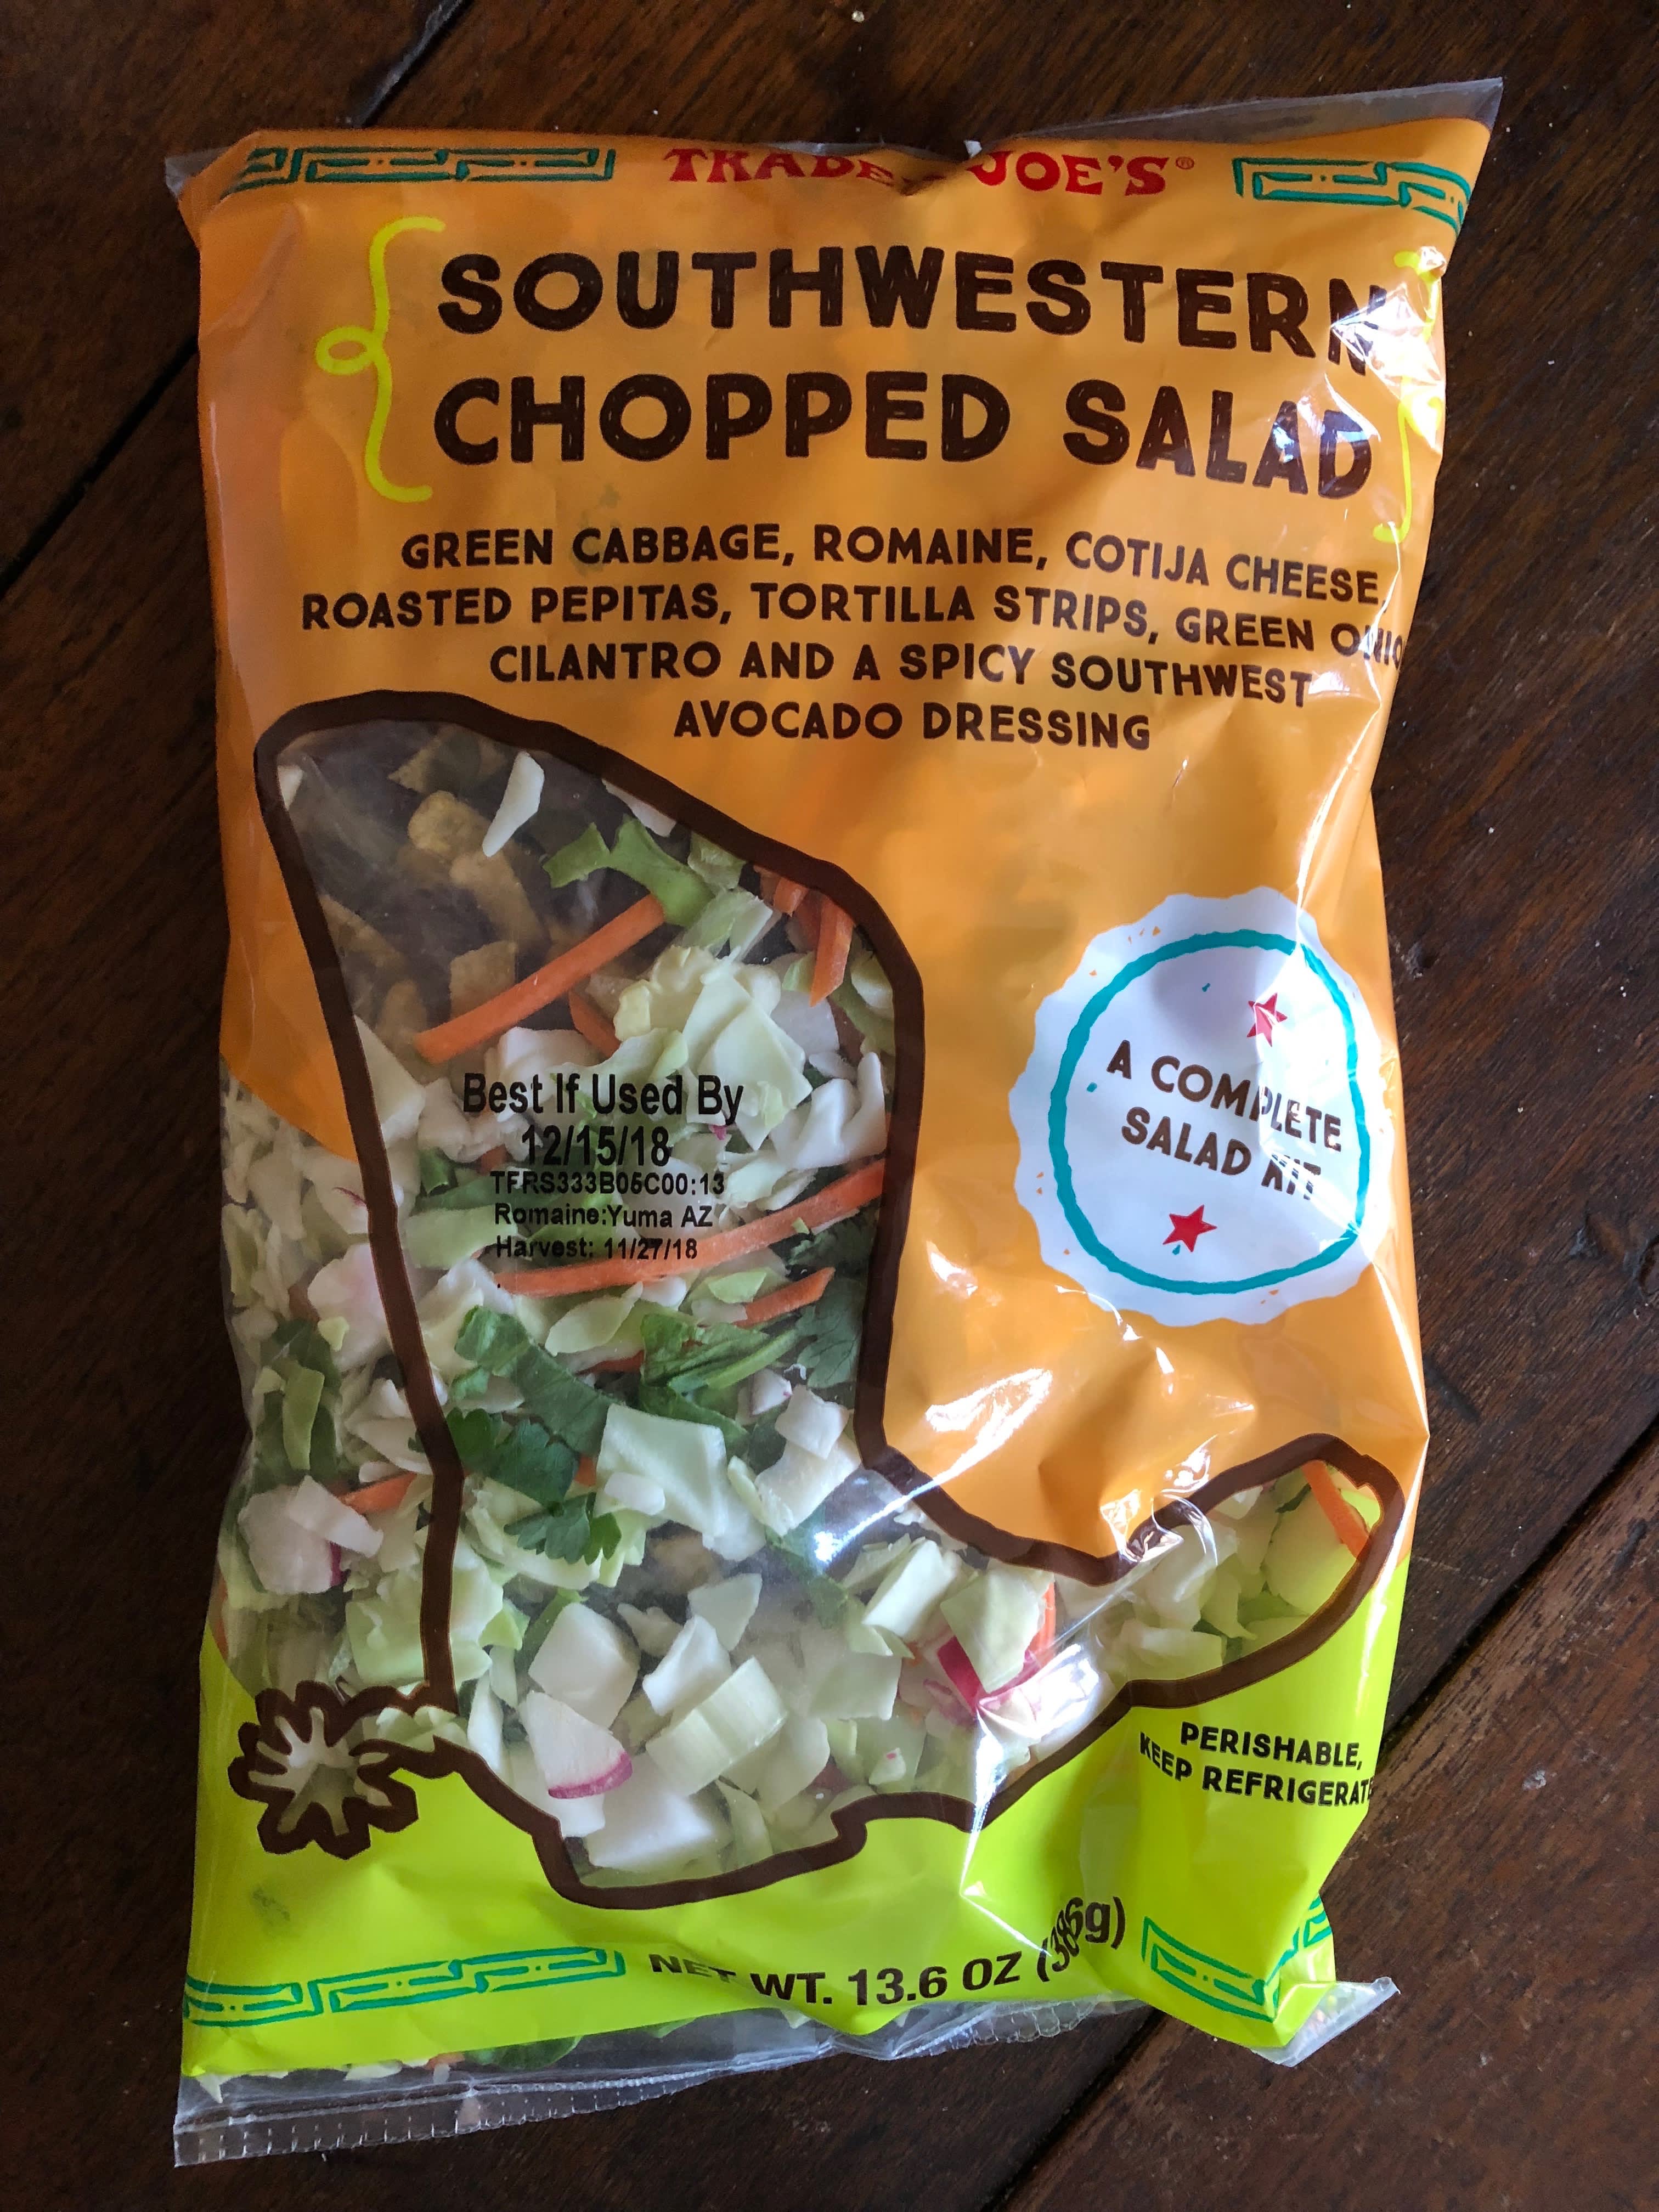 TRADER JOE'S®
SOUTHWESTERN
CHOPPED SALAD
GREEN CABBAGE, ROMAINE, COTIJA CHEESE,
ROASTED PEPITAS, TORTILLA STRIPS, GREEN
CILANTRO AND A SPICY SOUTHWEST
AVOCADO DRESSING
A COMPLETE
SALAD KIT
Best If Used By
12/15/18
TFRS333B05C00:13
Romaine:Yuma AZ
Harvest: 11/27/18
PERISHABLE,
KEEP REFRIGERATE
NET WT. 13.6 OZ (386g)